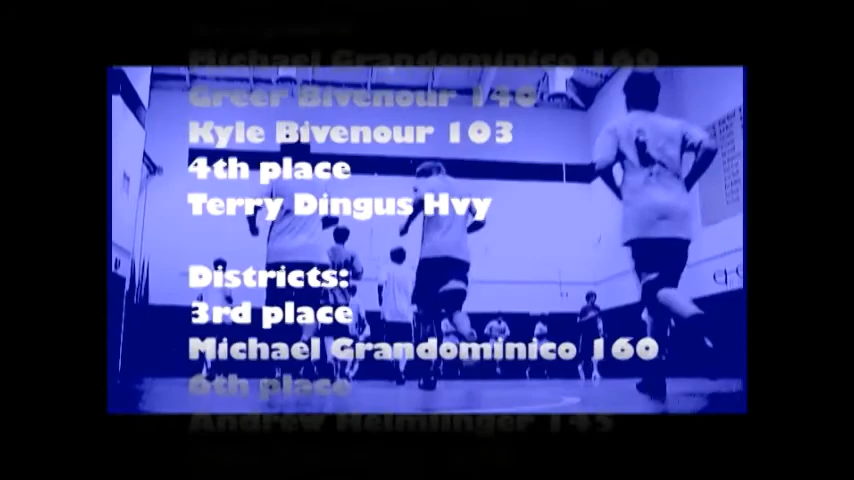 Michael Grandominico 160
Greer Bivenour 140
Kyle Bivenour 103
4th place
Terry Dingus Hvy
Districts:
3rd place
Michael Grandominico 160
6th place
Andrew Heimlinger 145